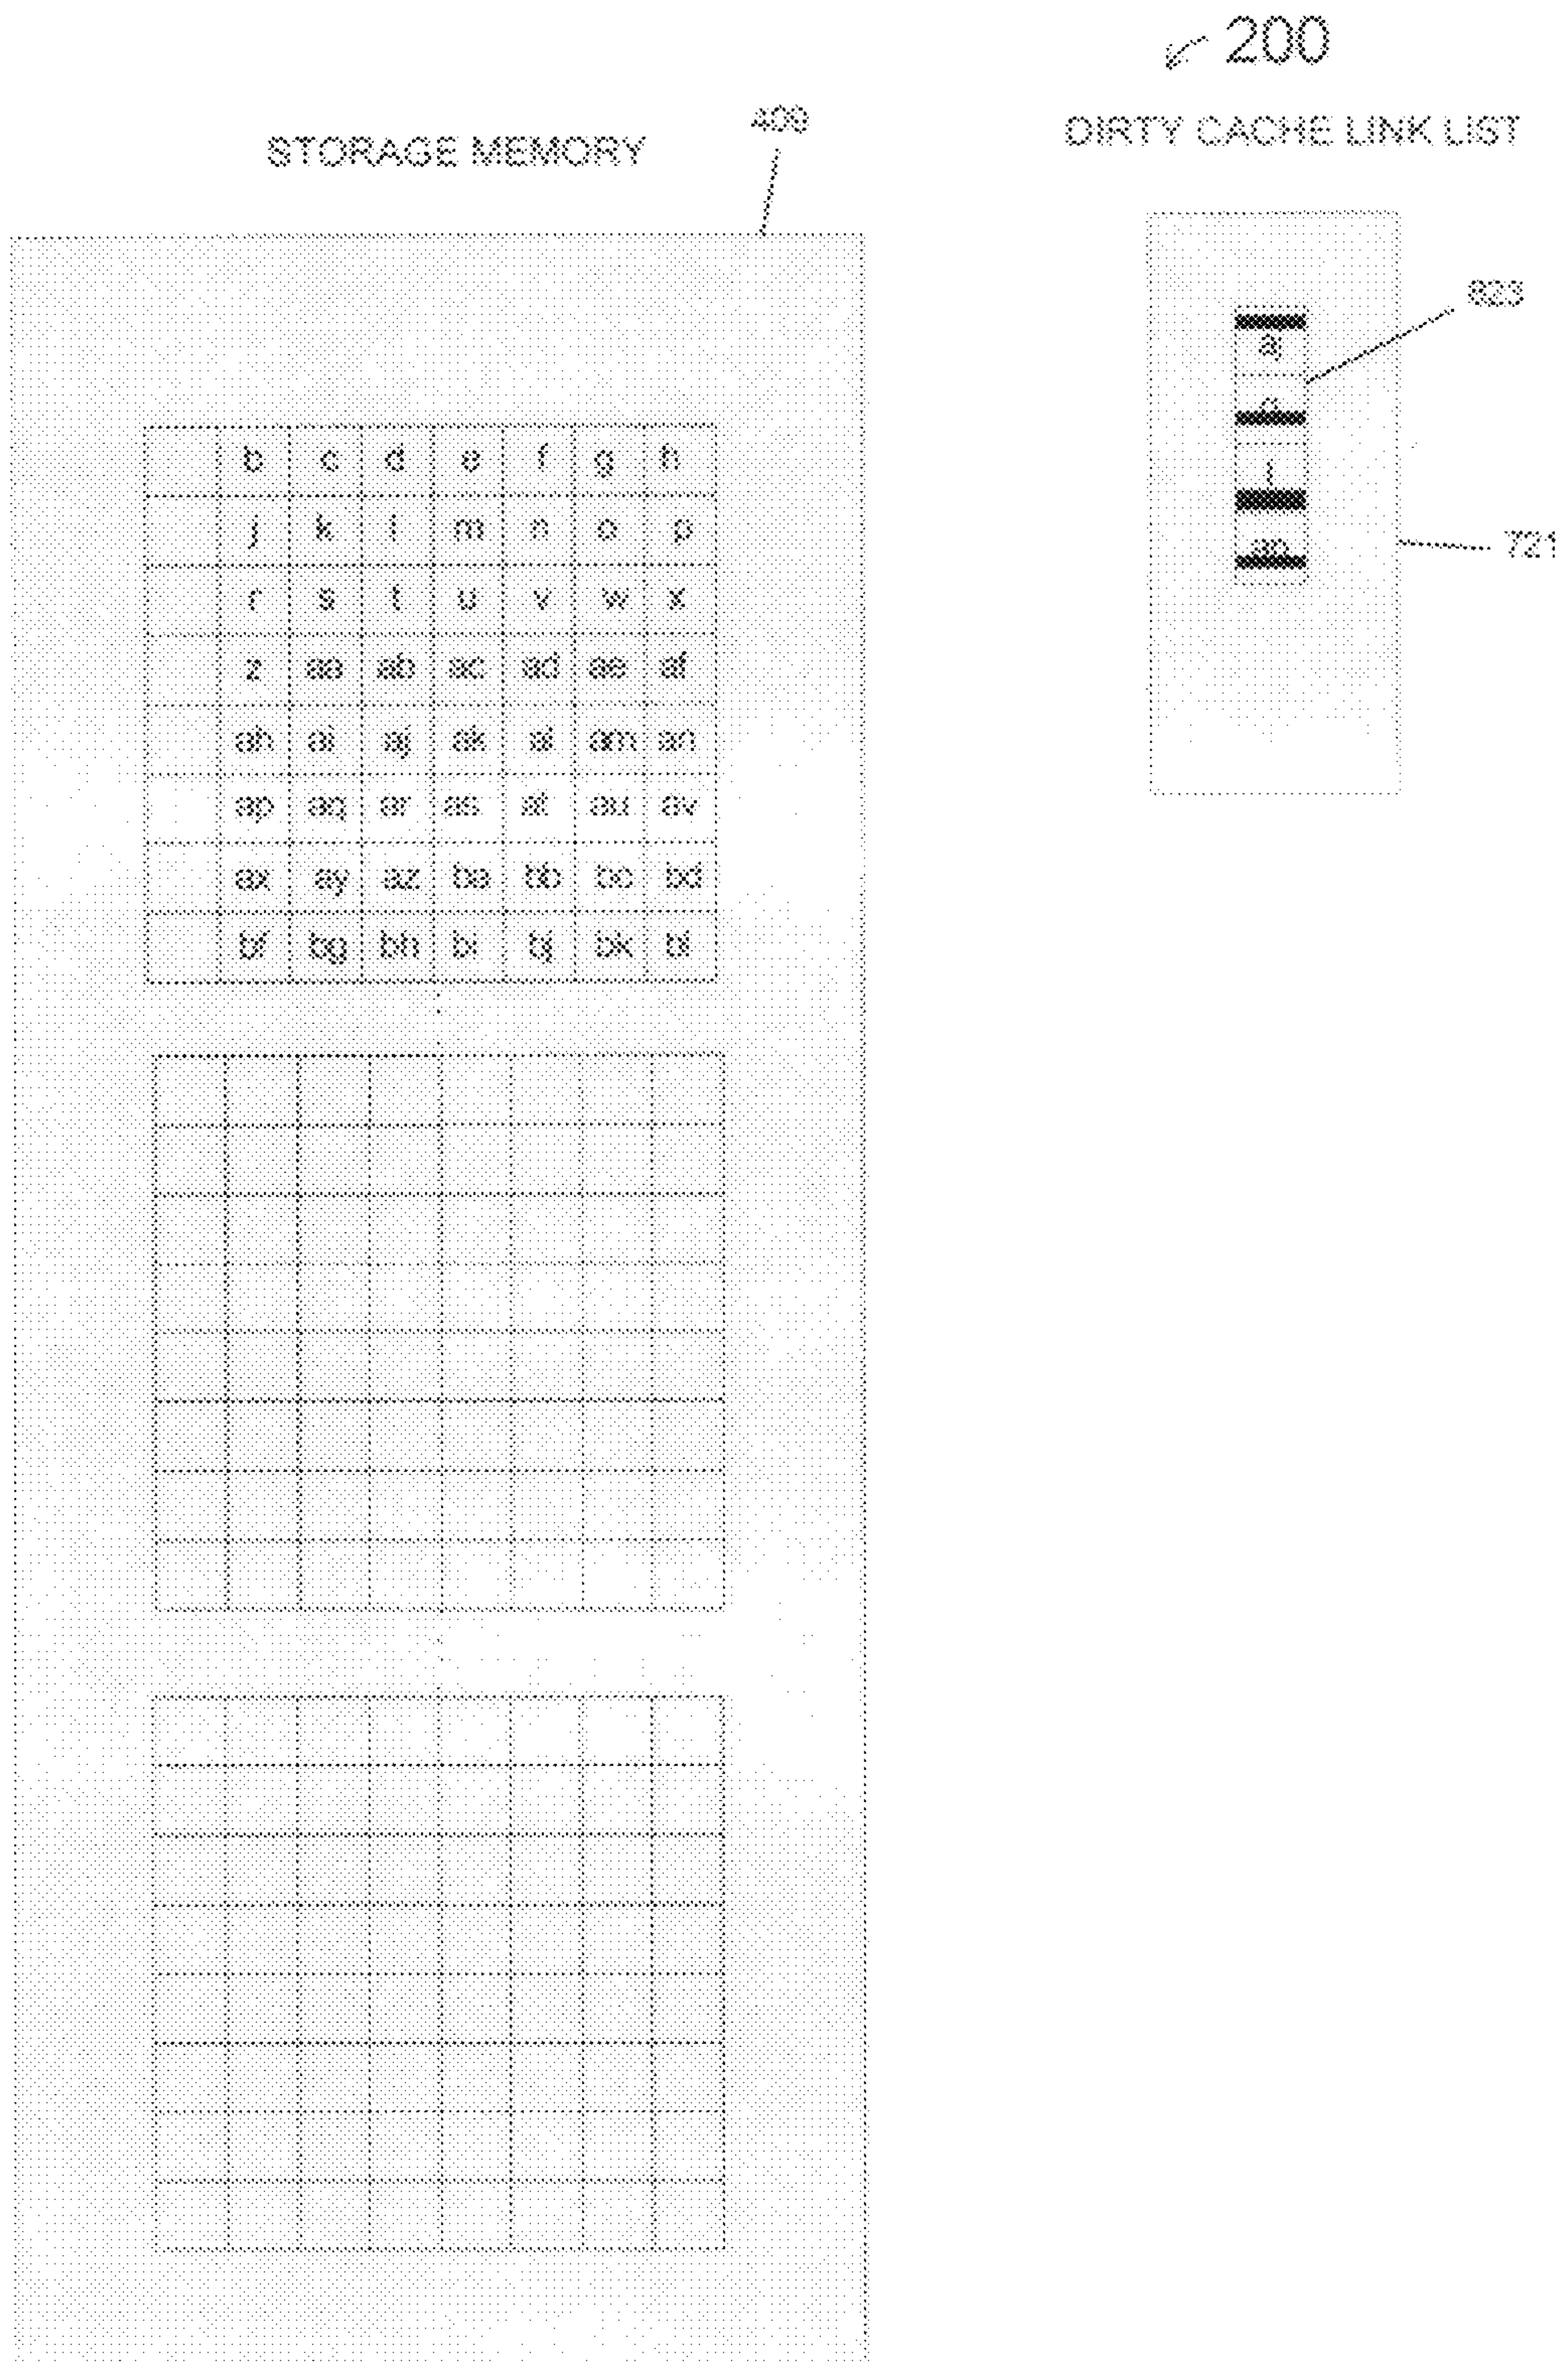 200
STORAGE MEMORY
409
DIRTY CACHE LINK LIST
823
aj
721
b c d e f g h
j k l m n o p
r s t u v w x
z aa ab ac ad ae af
ah ai aj ak al am an
ap aq ar as at au av
ax ay az ba bb bc bd
bf bg bh bi bj bk bl